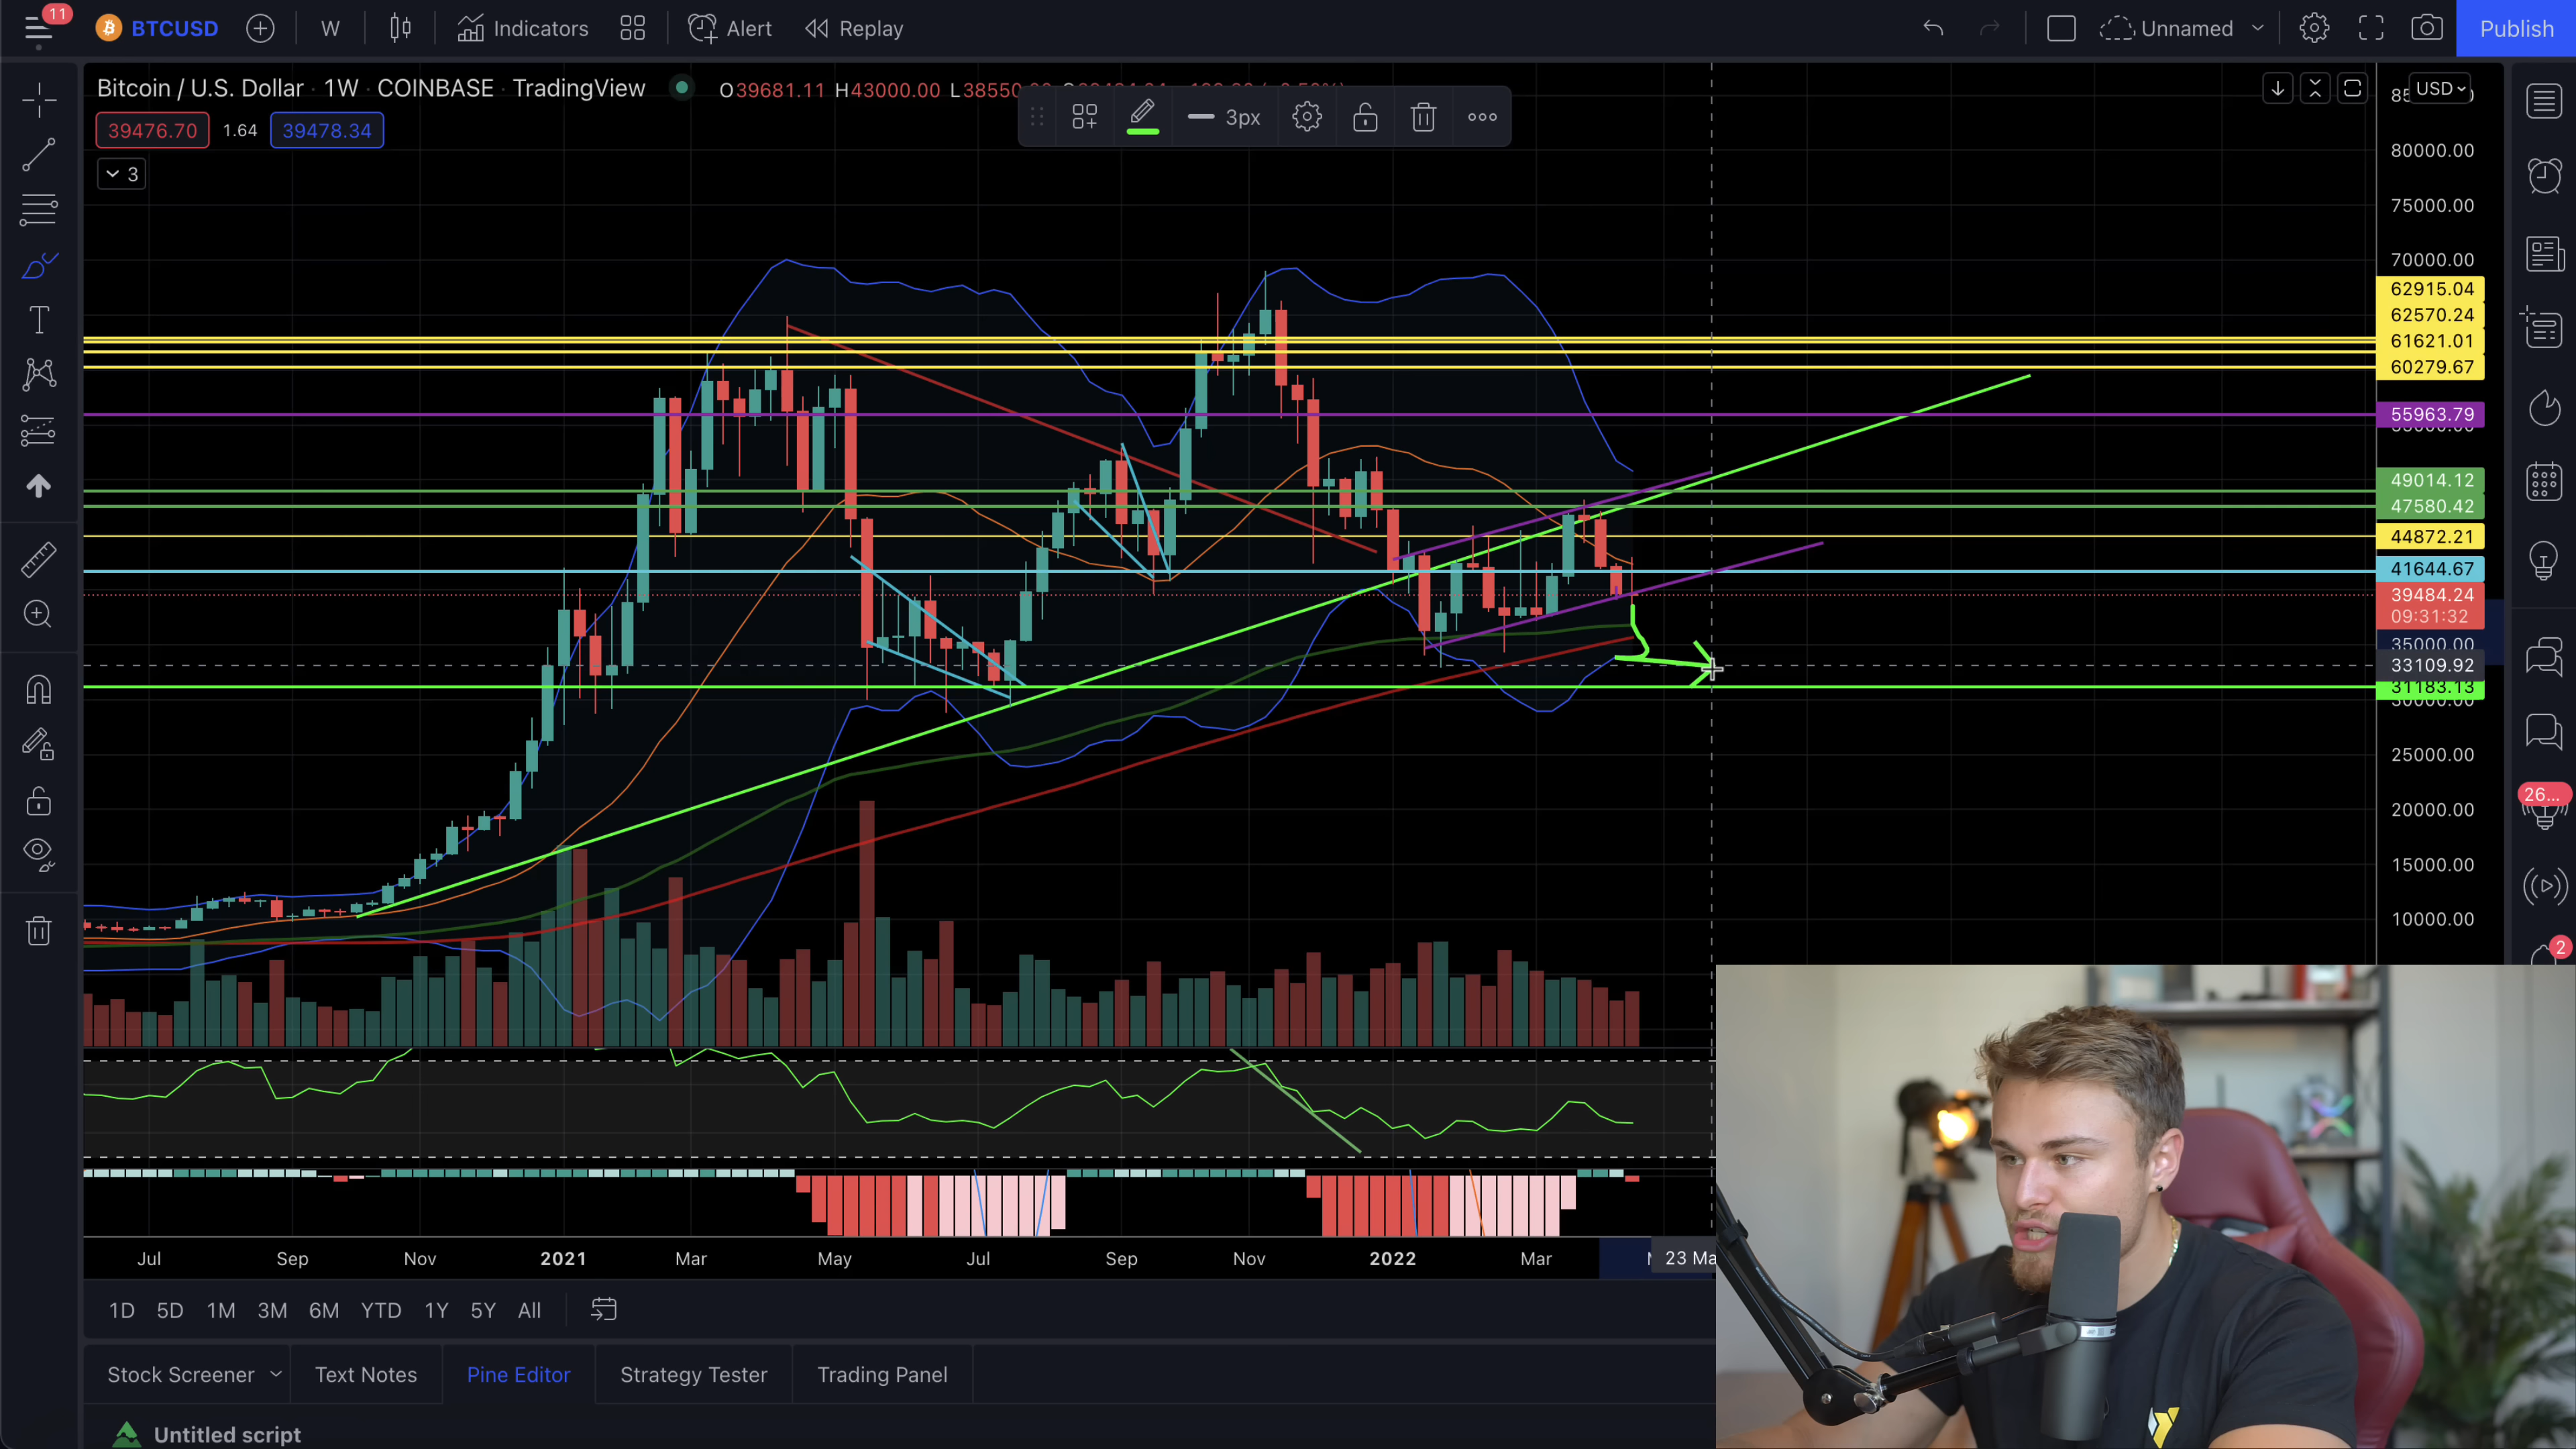 11
BTCUSD
W
Indicators
Alert
Replay
Unnamed
Publish
Bitcoin / U.S. Dollar · 1W · COINBASE · TradingView
O39681.11 H43000.00 L38550
39476.70
1.64
39478.34
3
3px
USD
80000.00
75000.00
70000.00
62915.04
62570.24
61621.01
60279.67
55963.79
49014.12
47580.42
44872.21
41644.67
39484.24
09:31:32
35000.00
33109.92
31183.13
30000.00
25000.00
20000.00
15000.00
10000.00
26...
2
Jul
Sep
Nov
2021
Mar
May
Jul
Sep
Nov
2022
Mar
23 Ma
1D
5D
1M
3M
6M
YTD
1Y
5Y
All
Stock Screener
Text Notes
Pine Editor
Strategy Tester
Trading Panel
Untitled script